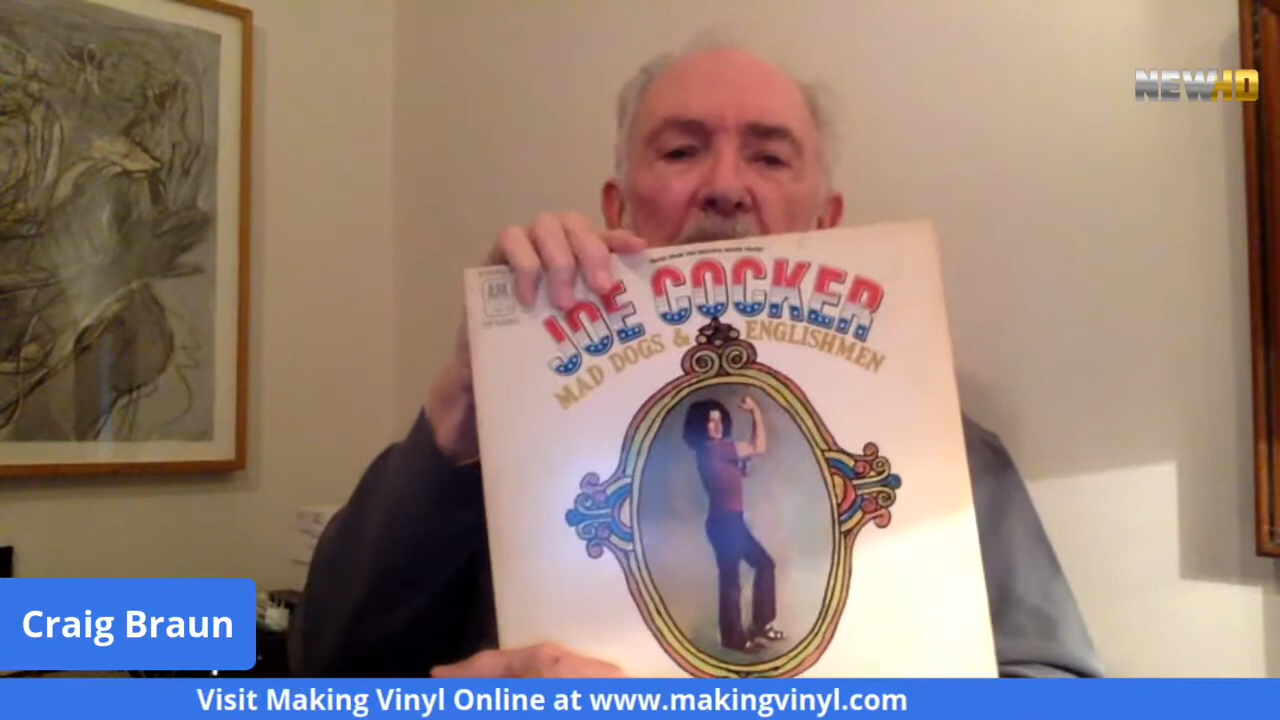 NEWHD
A&M
JOE COCKER
MAD DOGS & ENGLISHMEN
Craig Braun
Visit Making Vinyl Online at www.makingvinyl.com